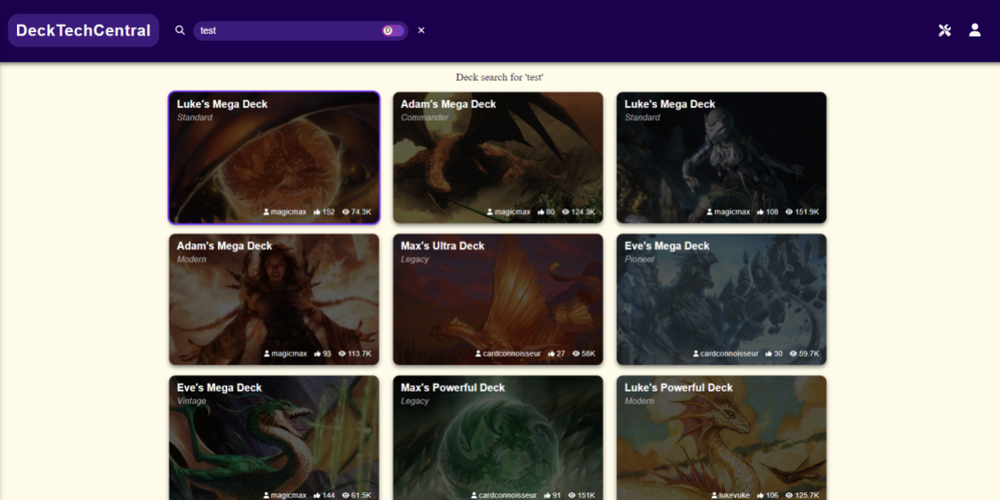 DeckTechCentral
test
D
Deck search for 'test'
Luke's Mega Deck
Standard
magicmax 152 74.3K
Adam's Mega Deck
Commander
magicmax 80 124.3K
Luke's Mega Deck
Standard
magicmax 108 151.9K
Adam's Mega Deck
Modern
magicmax 93 113.7K
Max's Ultra Deck
Legacy
cardconnoisseur 27 58K
Eve's Mega Deck
Pioneer
cardconnoisseur 30 59.7K
Eve's Mega Deck
Vintage
magicmax 144 61.5K
Max's Powerful Deck
Legacy
cardconnoisseur 91 151K
Luke's Powerful Deck
Modern
lukevuke 106 125.7K